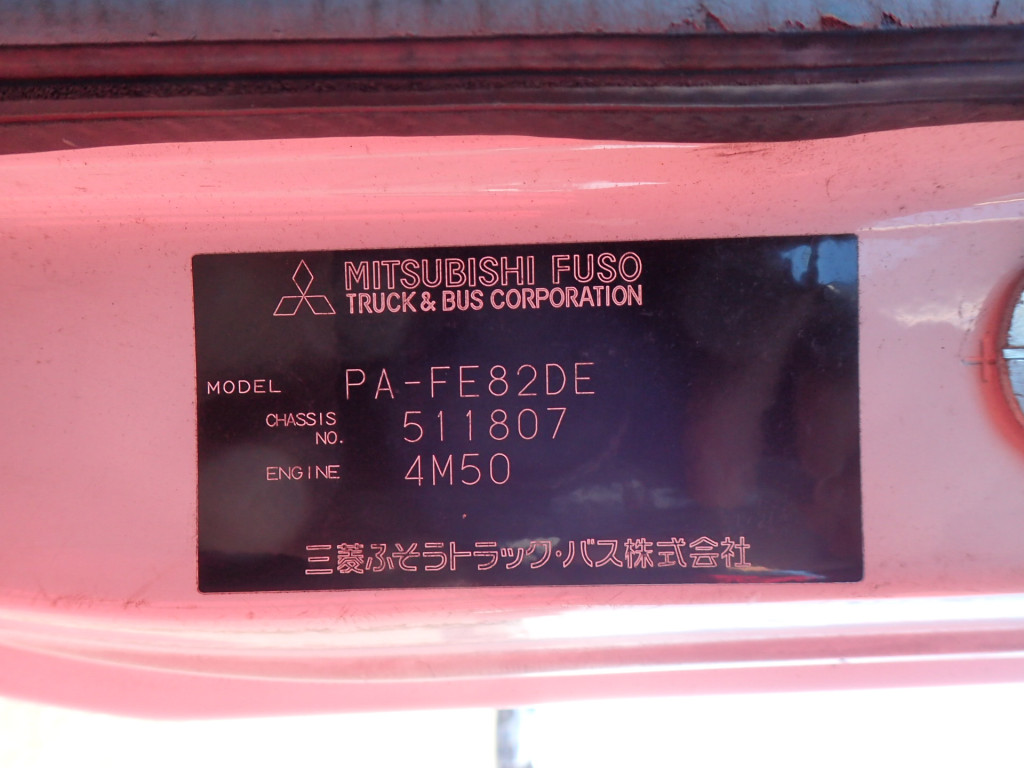 MITSUBISHI FUSO
TRUCK & BUS CORPORATION
MODEL PA-FE82DE
CHASSIS NO. 511807
ENGINE 4M50
三菱ふそうトラック・バス株式会社